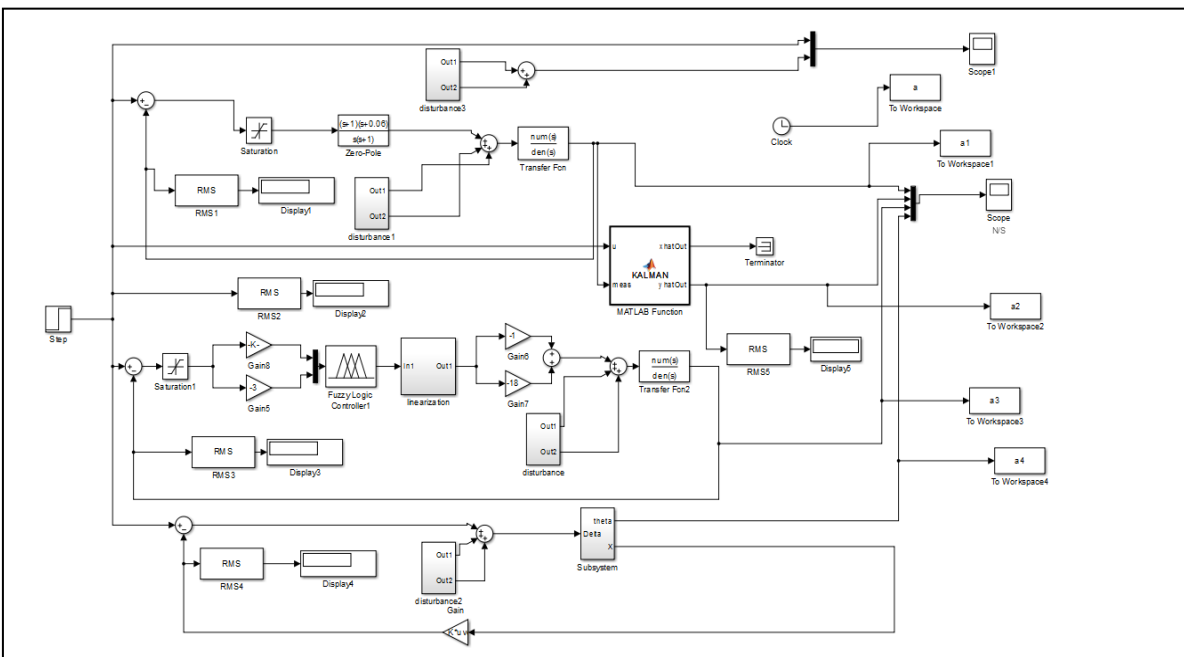 Out1
Out2
disturbance3
Scope1
a
To Workspace
Clock
a1
To Workspace1
Saturation
(s+1)(s+0.06)
s(s+1)
Zero-Pole
num(s)
den(s)
Transfer Fcn
RMS
RMS1
Display1
Out1
Out2
disturbance1
Scope
N/S
u
meas
x hatOut
y hatOut
KALMAN
MATLAB Function
Terminator
Step
RMS
RMS2
Display2
a2
To Workspace2
Saturation1
-K-
Gain8
-3
Gain5
Fuzzy Logic
Controller1
In1
Out1
linearization
-1
Gain6
-18
Gain7
num(s)
den(s)
Transfer Fcn2
RMS
RMS5
Display5
Out1
Out2
disturbance
a3
To Workspace3
RMS
RMS3
Display3
a4
To Workspace4
theta
Delta
X
Subsystem
RMS
RMS4
Display4
Out1
Out2
disturbance2
Gain
K*uv